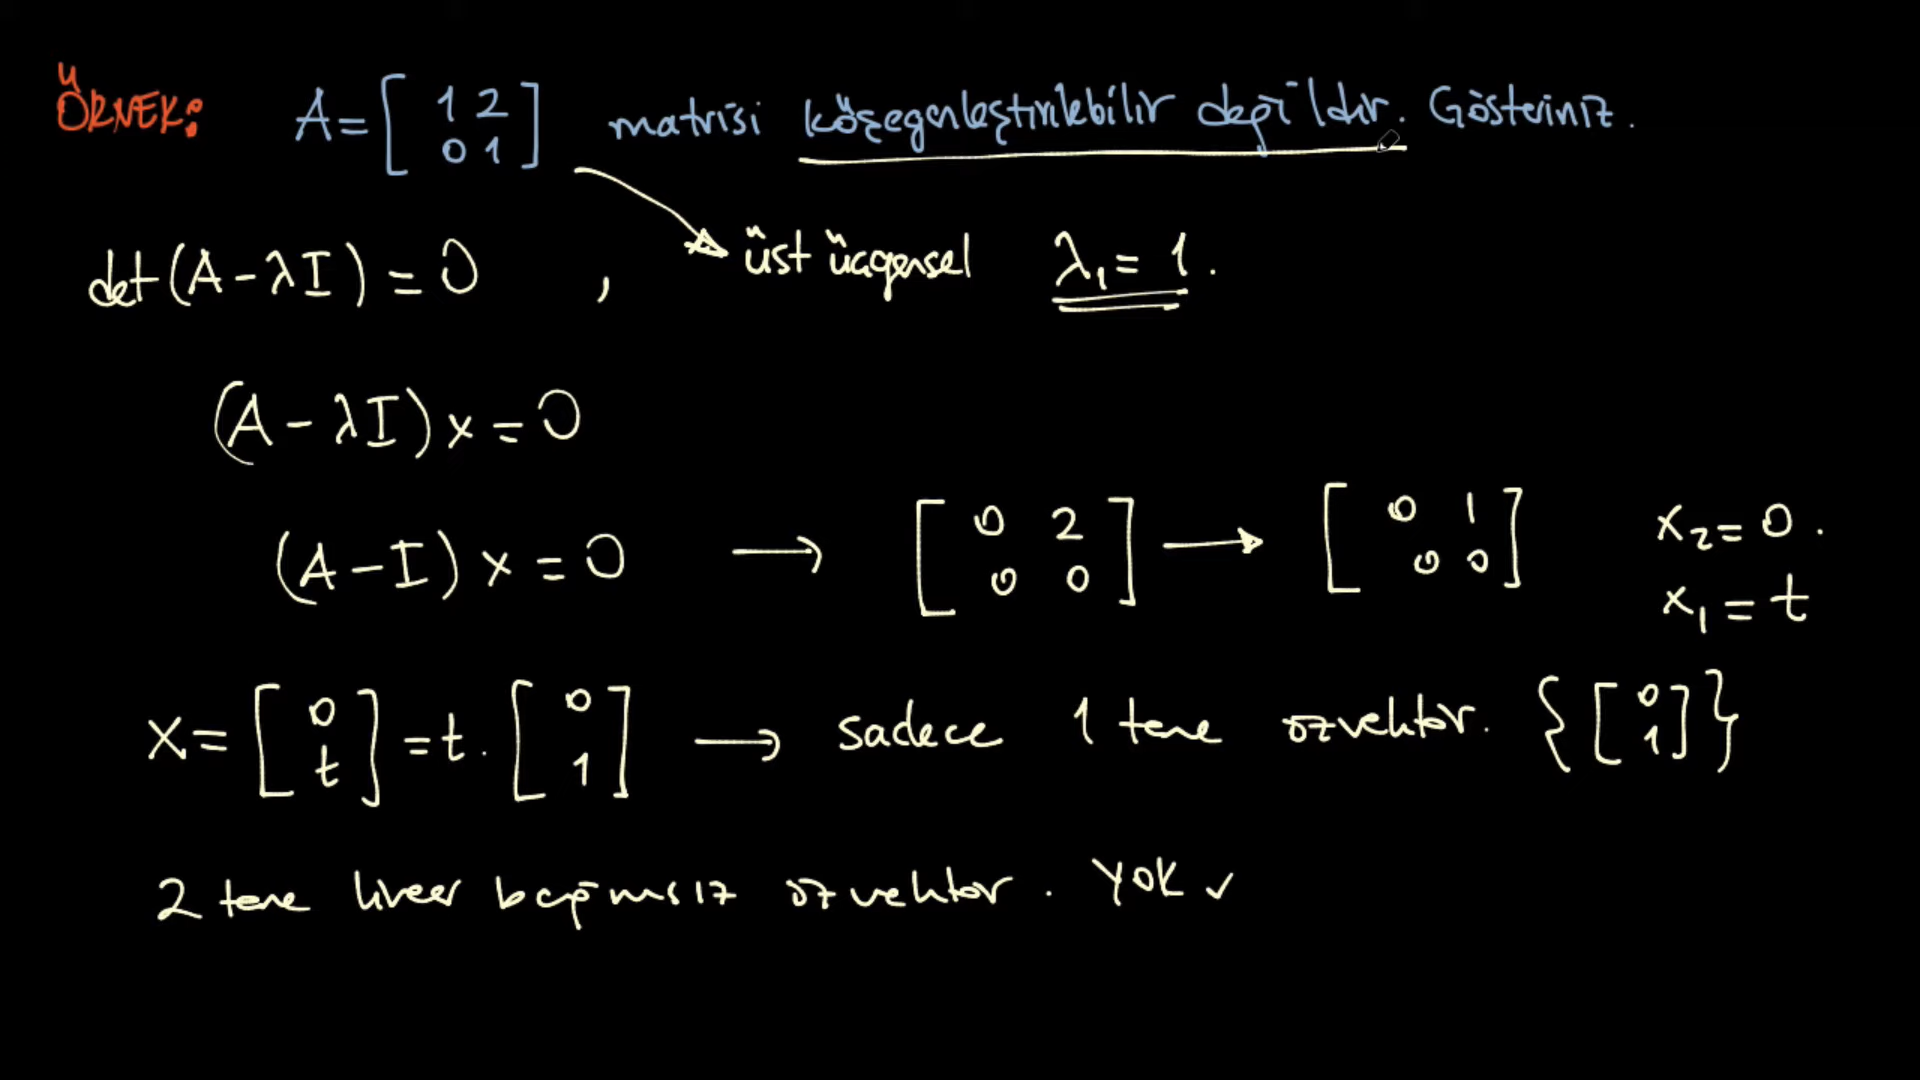 ÖRNEK: A = [ 1 2 0 1 ] matrisi köşegenleştirilebilir değildir. Gösteriniz.
det(A - λI) = 0 , üst üçgensel λ₁ = 1.
(A - λI) x = 0
(A - I) x = 0 → [ 0 2 0 0 ] → [ 0 1 0 0 ] x₂ = 0.
x₁ = t
x = [ 0 t ] = t. [ 0 1 ] → sadece 1 tane özvektör. { [ 0 1 ] }
2 tane lineer bağımsız özvektör. YOK ✓